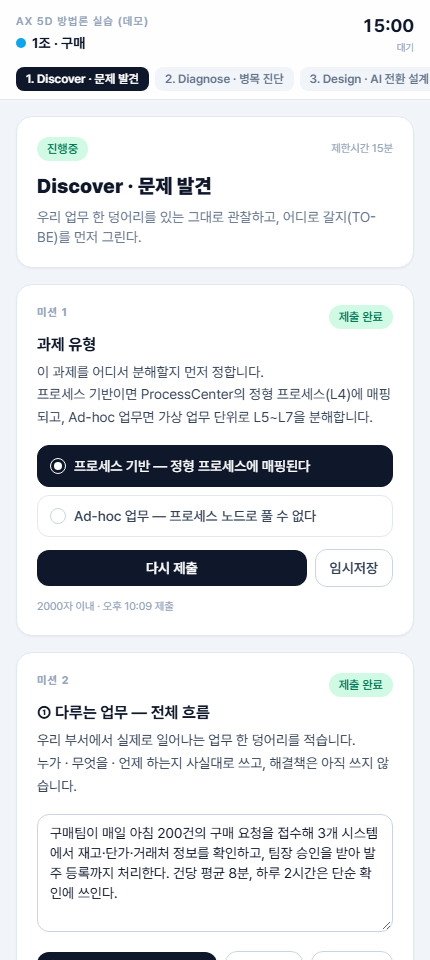 AX 5D 방법론 실습 (데모)
1조 · 구매
15:00
대기
1. Discover · 문제 발견
2. Diagnose · 병목 진단
3. Design · AI 전환 설계
진행중
제한시간 15분
Discover · 문제 발견
우리 업무 한 덩어리를 있는 그대로 관찰하고, 어디로 갈지(TO-
BE)를 먼저 그린다.
미션 1
제출 완료
과제 유형
이 과제를 어디서 분해할지 먼저 정합니다.
프로세스 기반이면 ProcessCenter의 정형 프로세스(L4)에 매핑
되고, Ad-hoc 업무면 가상 업무 단위로 L5~L7을 분해합니다.
프로세스 기반 — 정형 프로세스에 매핑된다
Ad-hoc 업무 — 프로세스 노드로 풀 수 없다
다시 제출
임시저장
2000자 이내 · 오후 10:09 제출
미션 2
제출 완료
① 다루는 업무 — 전체 흐름
우리 부서에서 실제로 일어나는 업무 한 덩어리를 적습니다.
누가 · 무엇을 · 언제 하는지 사실대로 쓰고, 해결책은 아직 쓰지 않
습니다.
구매팀이 매일 아침 200건의 구매 요청을 접수해 3개 시스템
에서 재고·단가·거래처 정보를 확인하고, 팀장 승인을 받아 발
주 등록까지 처리한다. 건당 평균 8분, 하루 2시간은 단순 확
인에 쓰인다.